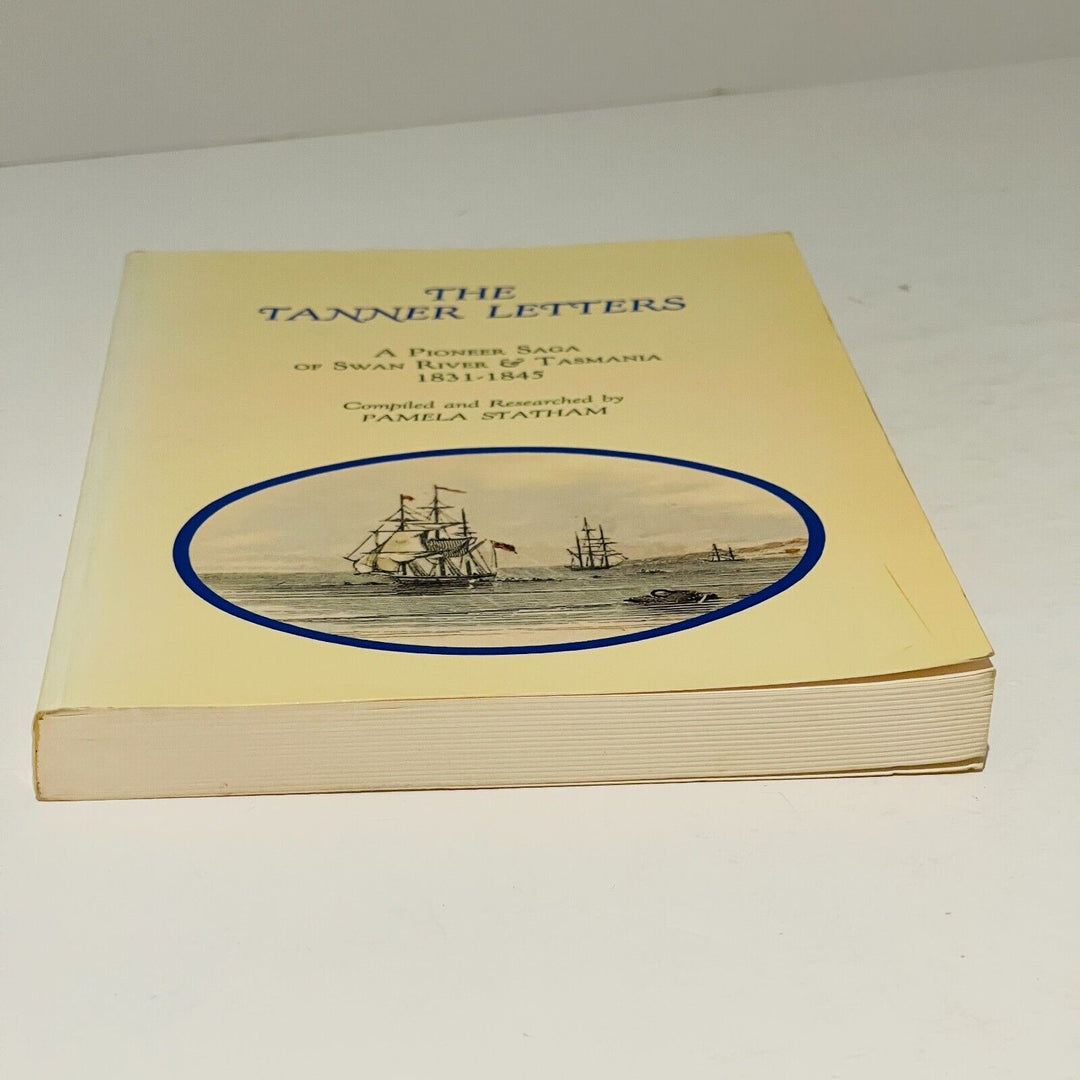 THE
TANNER LETTERS
A PIONEER SAGA
OF SWAN RIVER & TASMANIA
1831-1845
Compiled and Researched by
PAMELA STATHAM